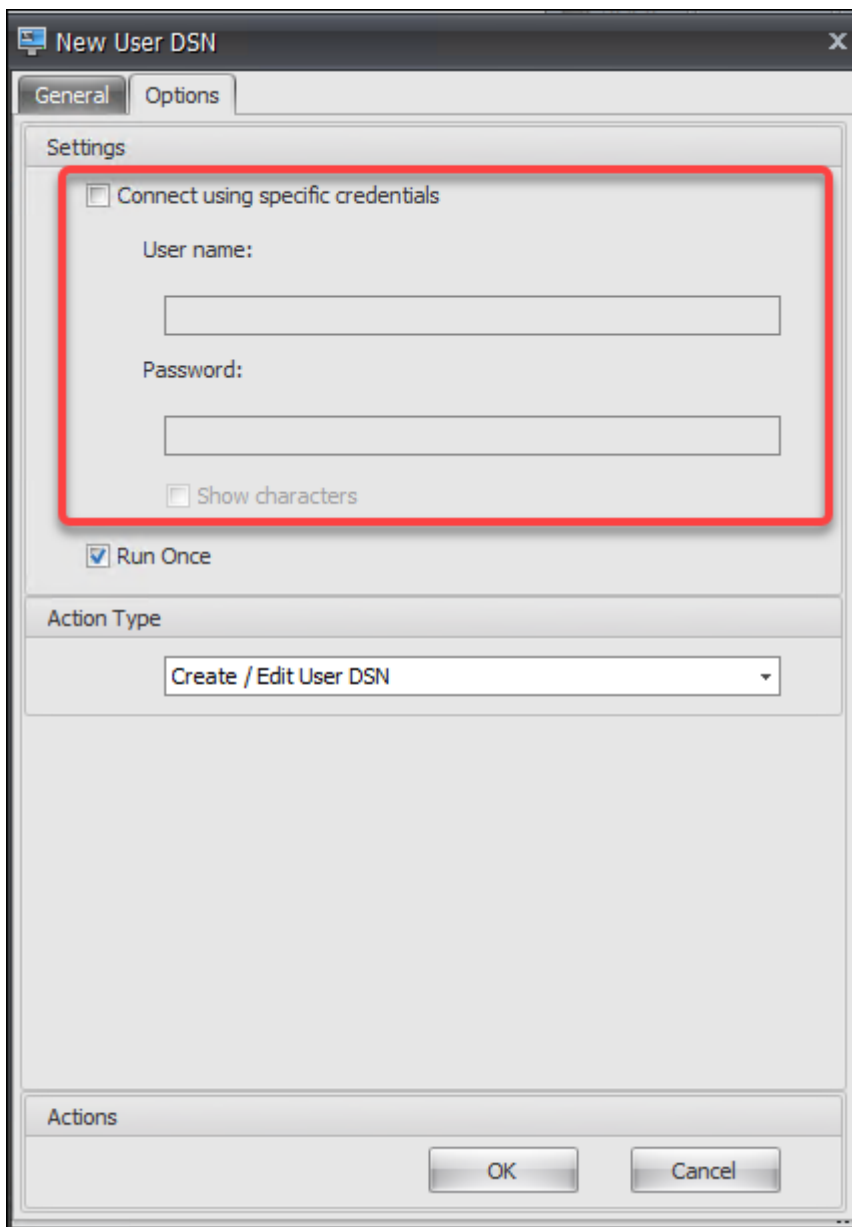 New User DSN
General
Options
Settings
Connect using specific credentials
User name:
Password:
Show characters
Run Once
Action Type
Create / Edit User DSN
Actions
OK
Cancel